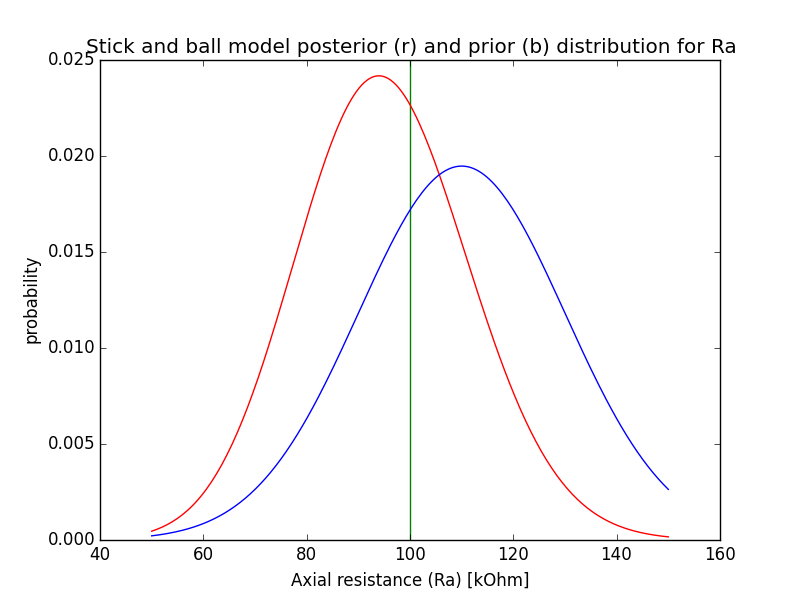 Stick and ball model posterior (r) and prior (b) distribution for Ra
0.025
0.020
0.015
0.010
0.005
0.000
probability
40 60 80 100 120 140 160
Axial resistance (Ra) [kOhm]